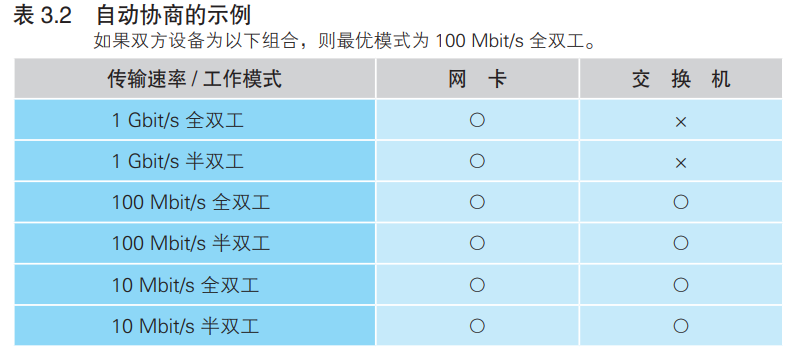 表 3.2 自动协商的示例
如果双方设备为以下组合，则最优模式为 100 Mbit/s 全双工。
传输速率 / 工作模式 网 卡 交 换 机
1 Gbit/s 全双工 ○ ×
1 Gbit/s 半双工 ○ ×
100 Mbit/s 全双工 ○ ○
100 Mbit/s 半双工 ○ ○
10 Mbit/s 全双工 ○ ○
10 Mbit/s 半双工 ○ ○